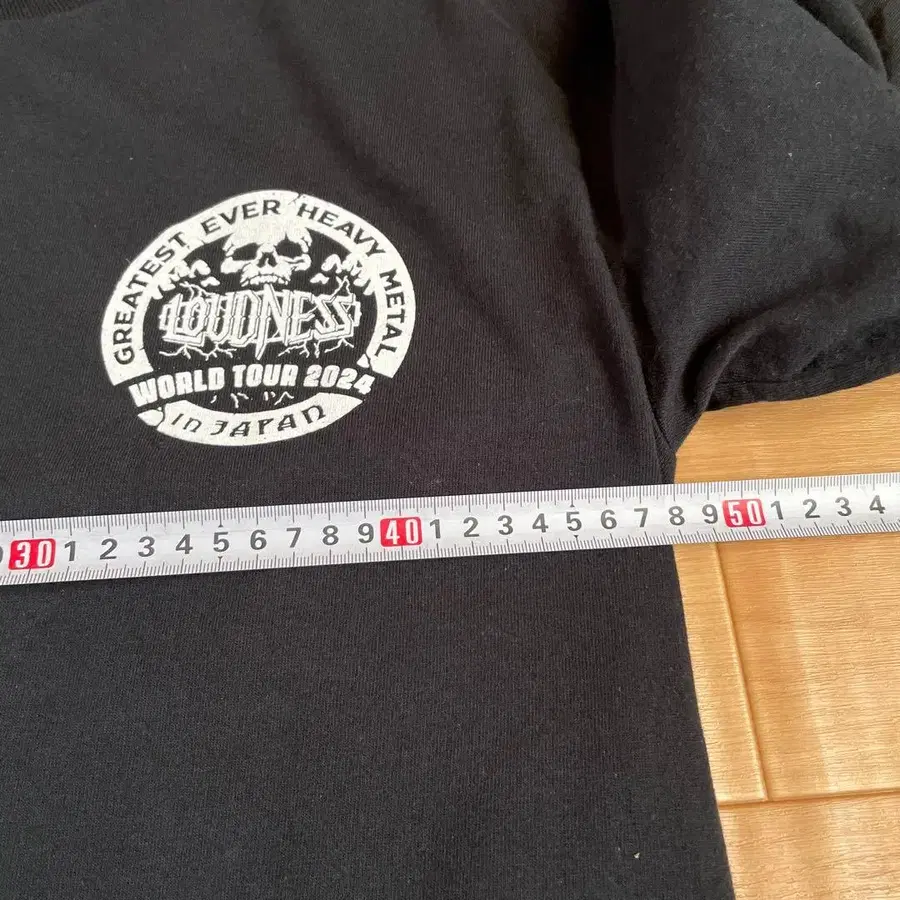 GREATEST EVER HEAVY METAL
LOUDNESS
WORLD TOUR 2024
In JAPAN
30 1 2 3 4 5 6 7 8 9 40 1 2 3 4 5 6 7 8 9 50 1 2 3 4